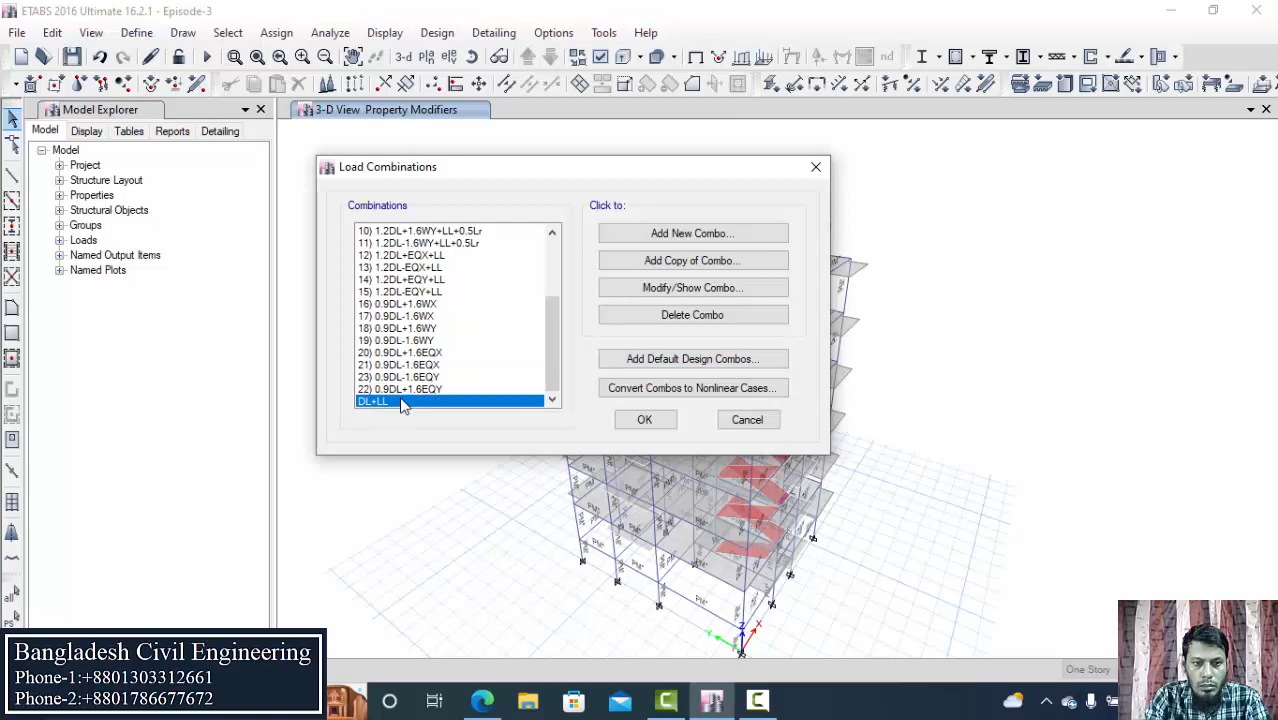 ETABS 2016 Ultimate 16.2.1 - Episode-3
File Edit View Define Draw Select Assign Analyze Display Design Detailing Options Tools Help
3-d
nd
Model Explorer
3-D View Property Modifiers
Model Display Tables Reports Detailing
Model
Project
Structure Layout
Properties
Structural Objects
Groups
Loads
Named Output Items
Named Plots
Load Combinations
Combinations
10) 1.2DL+1.6WY+LL+0.5Lr
11) 1.2DL-1.6WY+LL+0.5Lr
12) 1.2DL+EQX+LL
13) 1.2DL-EQX+LL
14) 1.2DL+EQY+LL
15) 1.2DL-EQY+LL
16) 0.9DL+1.6WX
17) 0.9DL-1.6WX
18) 0.9DL+1.6WY
19) 0.9DL-1.6WY
20) 0.9DL+1.6EQX
21) 0.9DL-1.6EQX
23) 0.9DL-1.6EQY
22) 0.9DL+1.6EQY
DL+LL
Click to:
Add New Combo...
Add Copy of Combo...
Modify/Show Combo...
Delete Combo
Add Default Design Combos...
Convert Combos to Nonlinear Cases...
OK
Cancel
Z
X
Y
all
PS
One Story
Bangladesh Civil Engineering
Phone-1:+8801303312661
Phone-2:+8801786677672